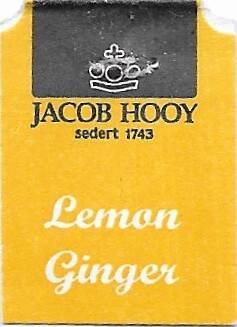 JACOB HOOY
sedert 1743
Lemon
Ginger